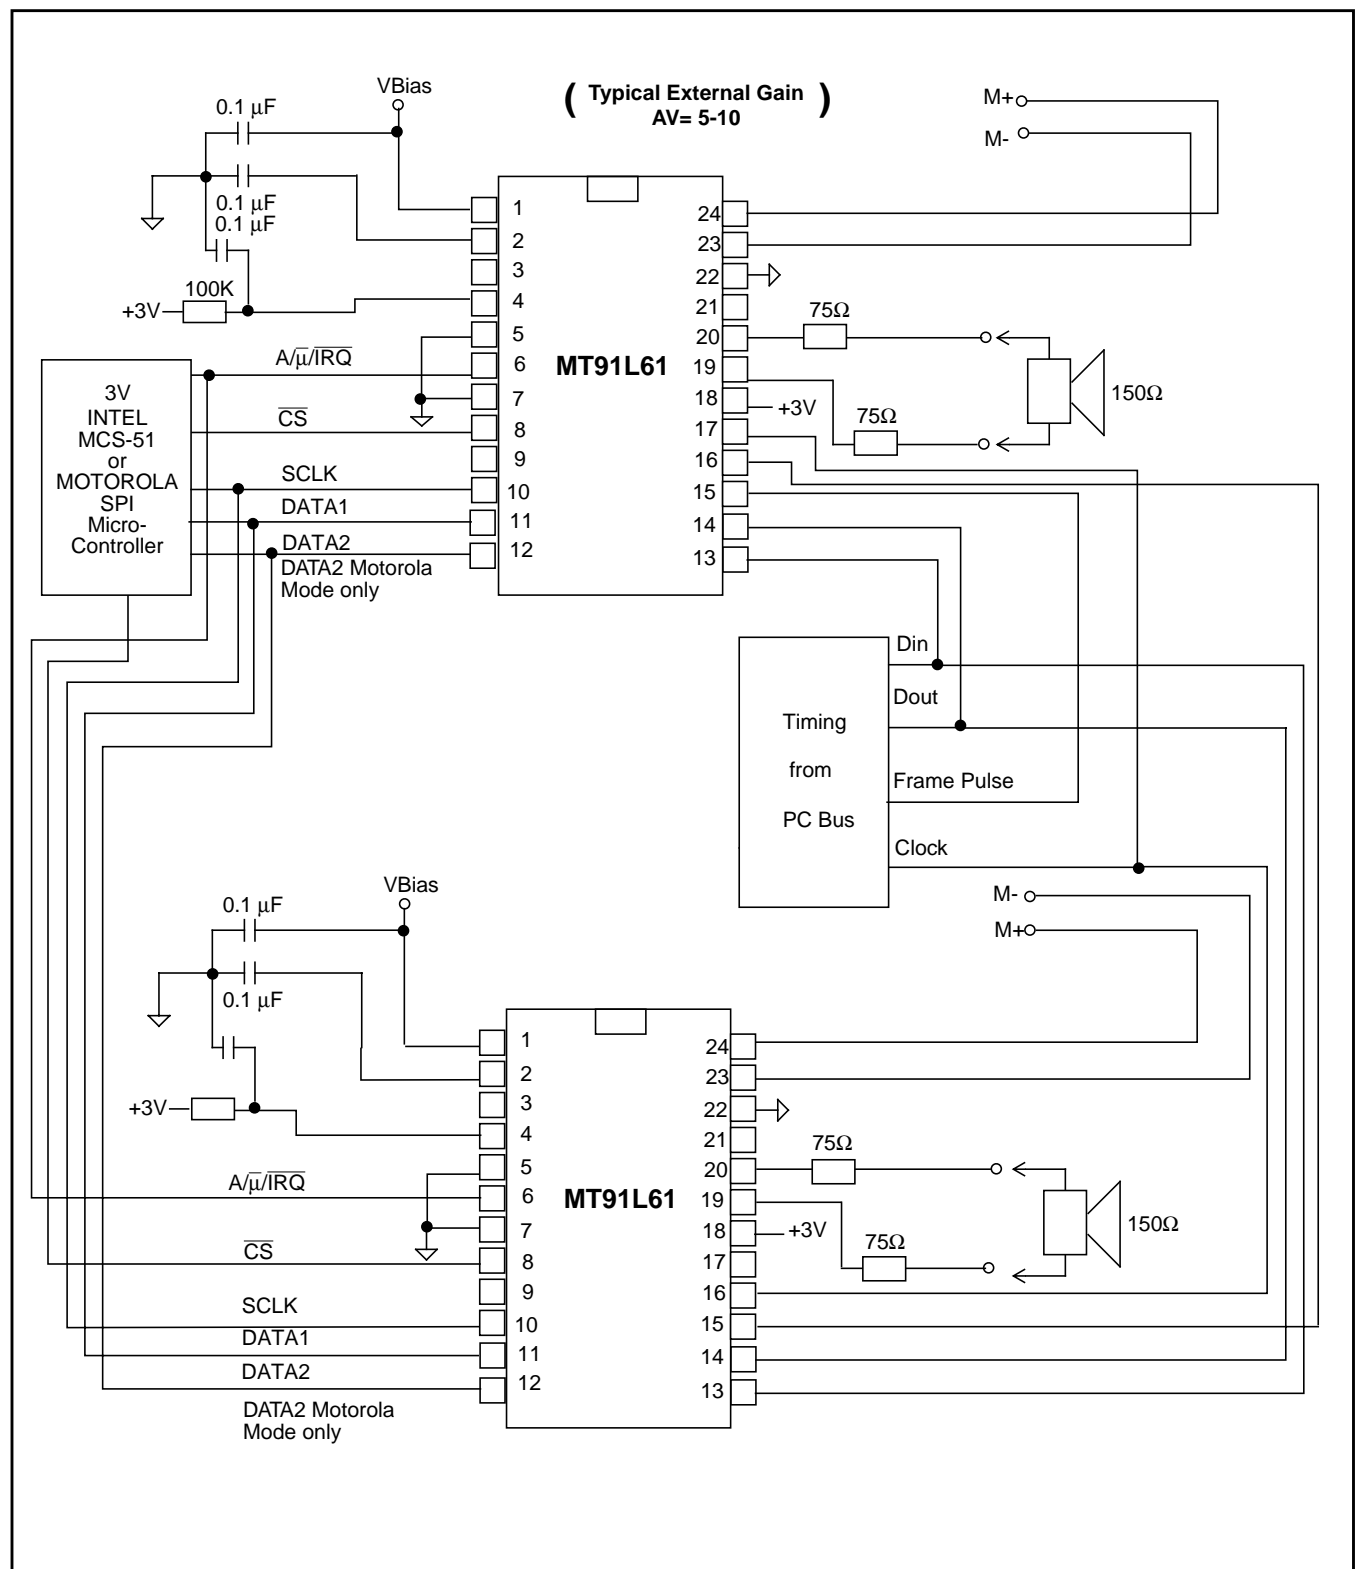 VBias
0.1 μF
0.1 μF
0.1 μF
+3V
100K
( Typical External Gain )
AV= 5-10
M+
M-
MT91L61
1
2
3
4
5
6
7
8
9
10
11
12
24
23
22
21
20
19
18
17
16
15
14
13
75Ω
+3V
75Ω
150Ω
3V
INTEL
MCS-51
or
MOTOROLA
SPI
Micro-
Controller
A/μ̅/I̅R̅Q̅
C̅S̅
SCLK
DATA1
DATA2
DATA2 Motorola
Mode only
Timing
from
PC Bus
Din
Dout
Frame Pulse
Clock
M-
M+
VBias
0.1 μF
0.1 μF
+3V
A/μ̅/I̅R̅Q̅
C̅S̅
SCLK
DATA1
DATA2
DATA2 Motorola
Mode only
MT91L61
1
2
3
4
5
6
7
8
9
10
11
12
24
23
22
21
20
19
18
17
16
15
14
13
75Ω
+3V
75Ω
150Ω